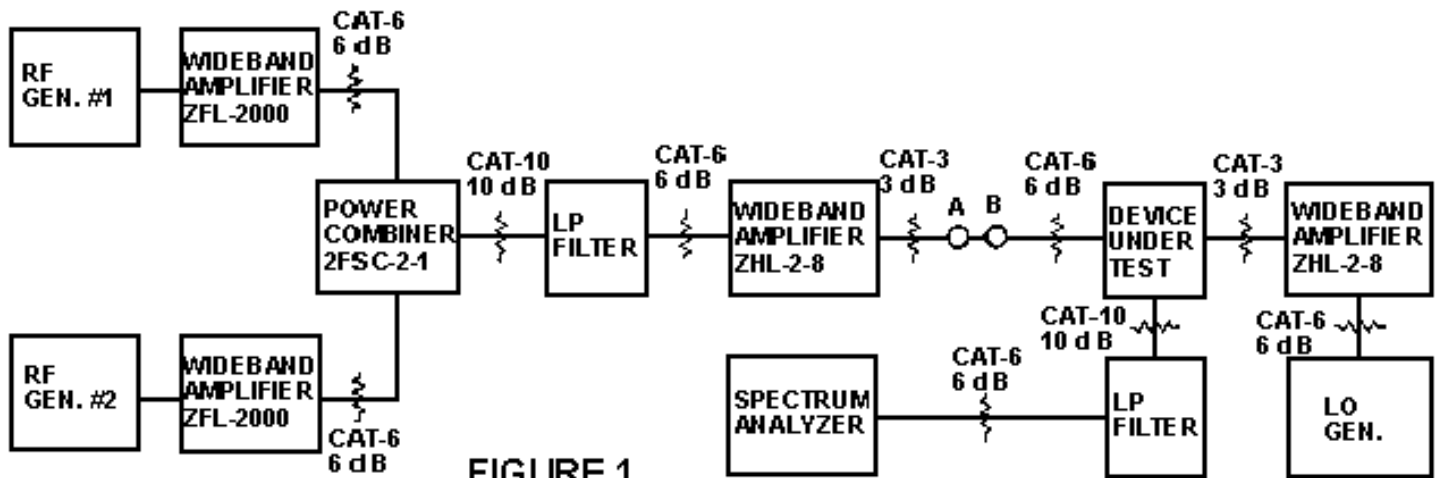 CAT-6
6 dB
RF
GEN. #1
WIDEBAND
AMPLIFIER
ZFL-2000
CAT-10
10 dB
CAT-6
6 dB
CAT-3
3 dB
A B
CAT-6
6 dB
CAT-3
3 dB
POWER
COMBINER
2FSC-2-1
LP
FILTER
WIDEBAND
AMPLIFIER
ZHL-2-8
DEVICE
UNDER
TEST
WIDEBAND
AMPLIFIER
ZHL-2-8
CAT-10
10 dB
CAT-6
6 dB
RF
GEN. #2
WIDEBAND
AMPLIFIER
ZFL-2000
CAT-6
6 dB
SPECTRUM
ANALYZER
CAT-6
6 dB
LP
FILTER
LO
GEN.
FIGURE 1